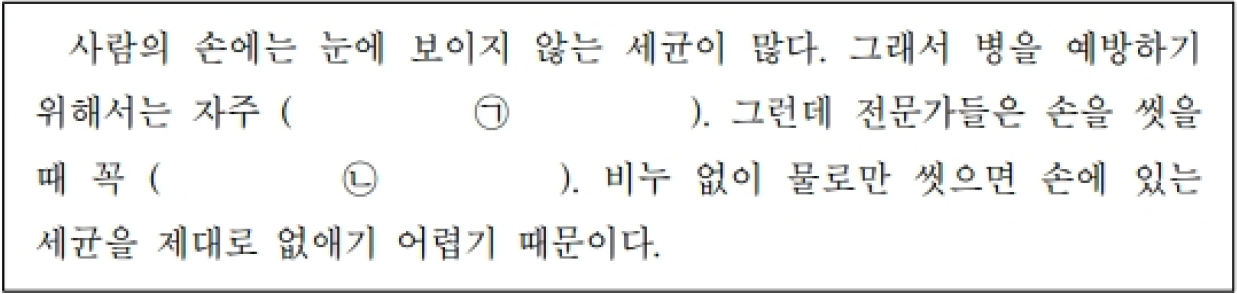 사람의 손에는 눈에 보이지 않는 세균이 많다. 그래서 병을 예방하기
위해서는 자주 ( ㉠ ). 그런데 전문가들은 손을 씻을
때 꼭 ( ㉡ ). 비누 없이 물로만 씻으면 손에 있는
세균을 제대로 없애기 어렵기 때문이다.